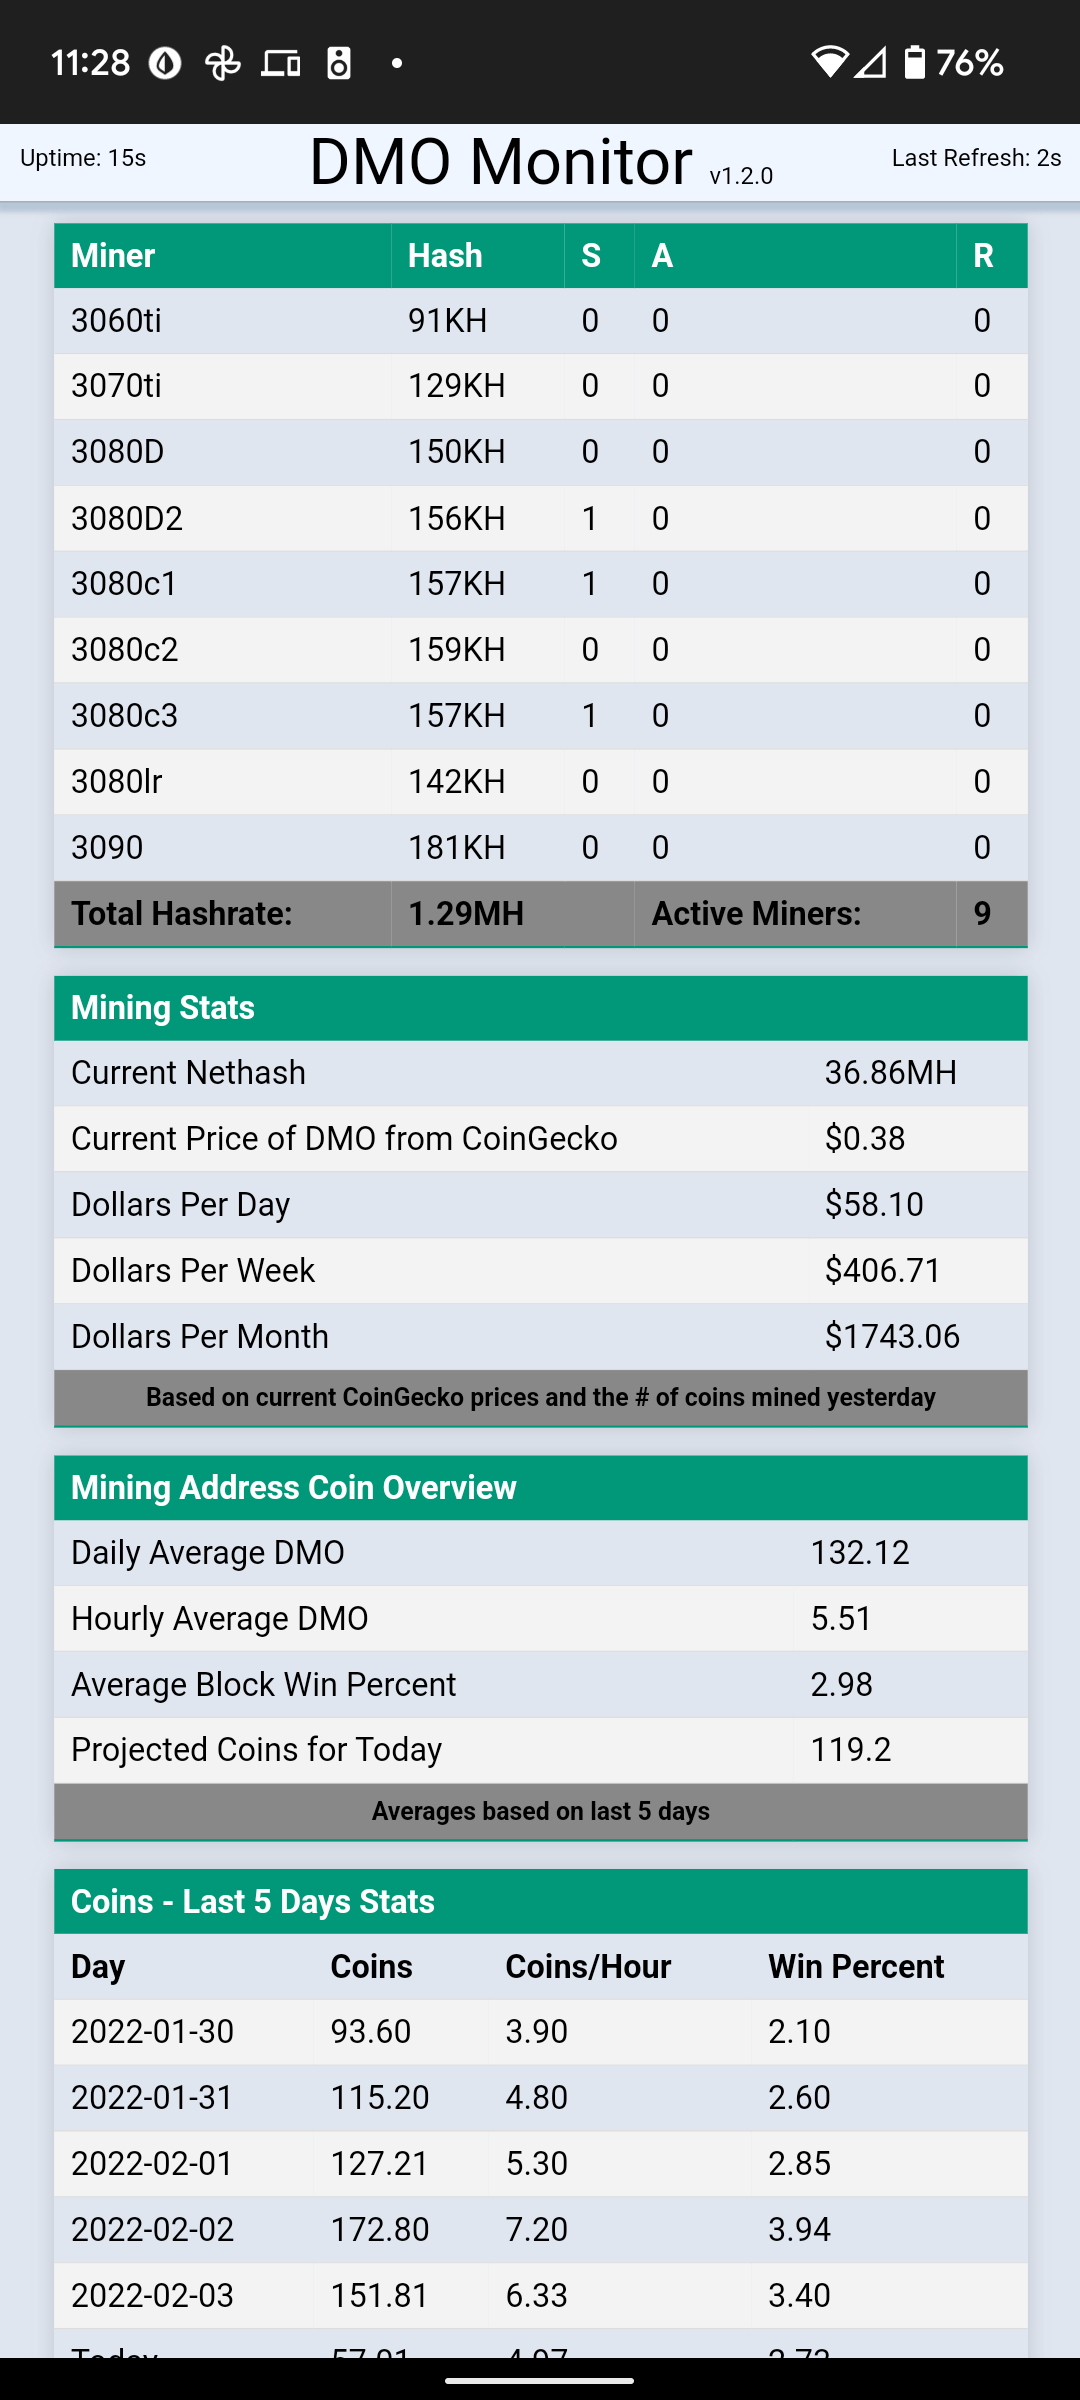 11:28 76%
Uptime: 15s DMO Monitor v1.2.0 Last Refresh: 2s
Miner Hash S A R
3060ti 91KH 0 0 0
3070ti 129KH 0 0 0
3080D 150KH 0 0 0
3080D2 156KH 1 0 0
3080c1 157KH 1 0 0
3080c2 159KH 0 0 0
3080c3 157KH 1 0 0
3080lr 142KH 0 0 0
3090 181KH 0 0 0
Total Hashrate: 1.29MH Active Miners: 9
Mining Stats
Current Nethash 36.86MH
Current Price of DMO from CoinGecko $0.38
Dollars Per Day $58.10
Dollars Per Week $406.71
Dollars Per Month $1743.06
Based on current CoinGecko prices and the # of coins mined yesterday
Mining Address Coin Overview
Daily Average DMO 132.12
Hourly Average DMO 5.51
Average Block Win Percent 2.98
Projected Coins for Today 119.2
Averages based on last 5 days
Coins - Last 5 Days Stats
Day Coins Coins/Hour Win Percent
2022-01-30 93.60 3.90 2.10
2022-01-31 115.20 4.80 2.60
2022-02-01 127.21 5.30 2.85
2022-02-02 172.80 7.20 3.94
2022-02-03 151.81 6.33 3.40
Today